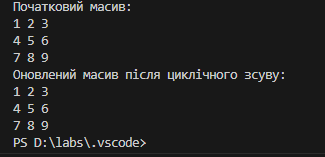 Початковий масив:
1 2 3
4 5 6
7 8 9
Оновлений масив після циклічного зсуву:
1 2 3
4 5 6
7 8 9
PS D:\labs\.vscode>